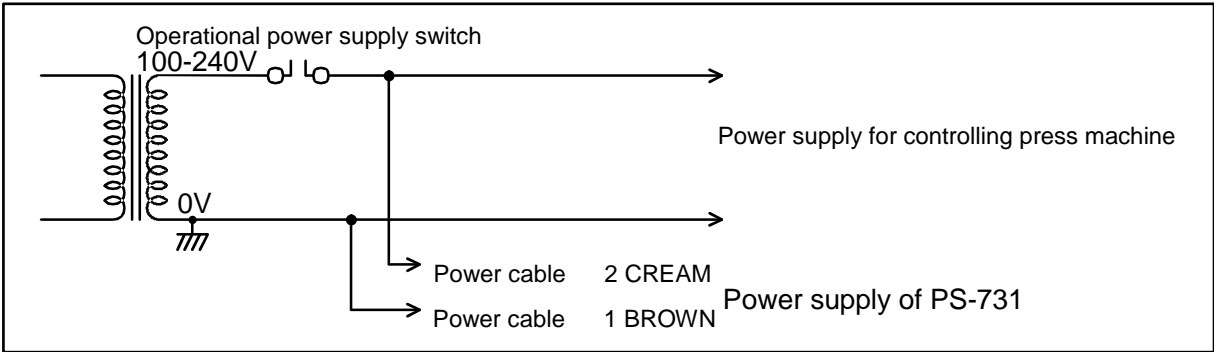 Operational power supply switch
100-240V
Power supply for controlling press machine
0V
Power cable 2 CREAM
Power supply of PS-731
Power cable 1 BROWN